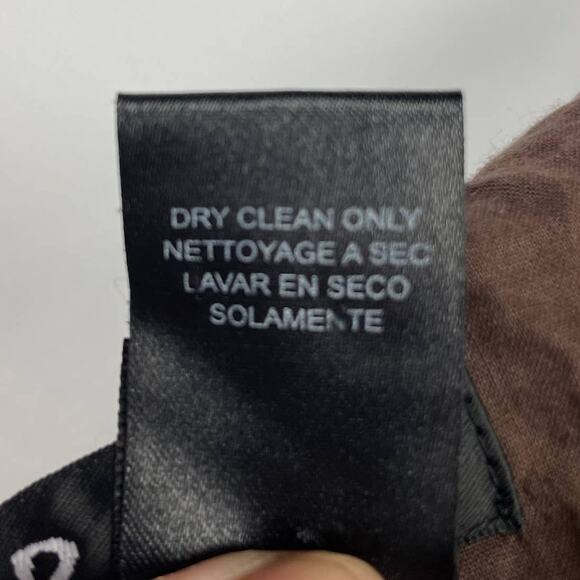 DRY CLEAN ONLY
NETTOYAGE A SEC
LAVAR EN SECO
SOLAMENTE